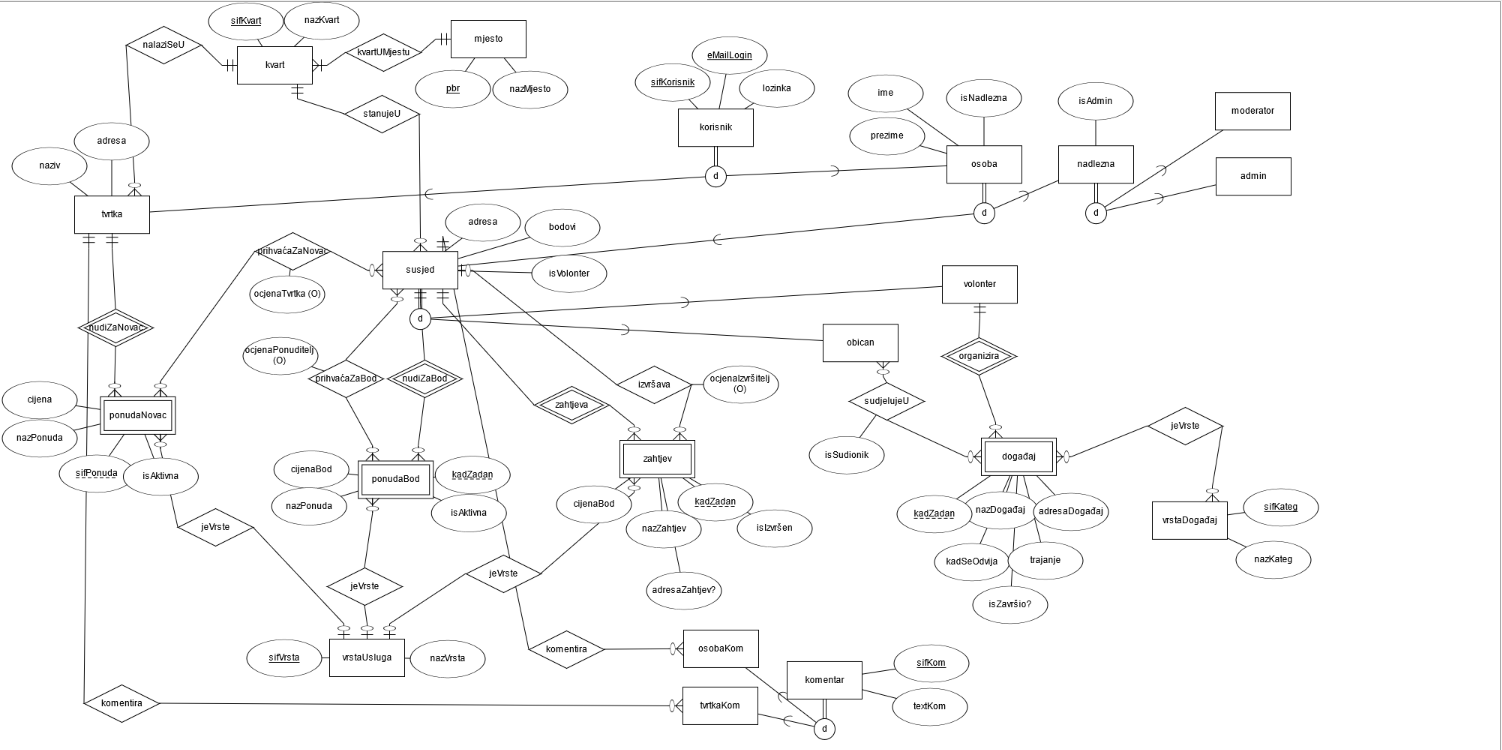 sifKvart
nazKvart
nalaziSeU
kvart
kvartUMjestu
mjesto
pbr
nazMjesto
stanujeU
eMailLogin
sifKorisnik
lozinka
korisnik
d
ime
prezime
isNadlezna
osoba
d
isAdmin
nadlezna
d
moderator
admin
adresa
naziv
tvrtka
adresa
bodovi
isVolonter
susjed
d
prihvaćaZaNovac
ocjenaTvrtka (O)
volonter
obican
organizira
nudiZaNovac
ocjenaPonuditelj
(O)
prihvaćaZaBod
nudiZaBod
zahtjeva
izvršava
ocjenaIzvršitelj
(O)
sudjelujeU
isSudionik
cijena
nazPonuda
ponudaNovac
sifPonuda
isAktivna
jeVrste
cijenaBod
nazPonuda
ponudaBod
kadZadan
isAktivna
zahtjev
cijenaBod
nazZahtjev
kadZadan
isIzvršen
adresaZahtjev?
događaj
jeVrste
kadZadan
nazDogađaj
adresaDogađaj
kadSeOdvija
trajanje
isZavršio?
vrstaDogađaj
sifKateg
nazKateg
jeVrste
jeVrste
sifVrsta
vrstaUsluga
nazVrsta
komentira
osobaKom
komentira
tvrtkaKom
komentar
sifKom
textKom
d